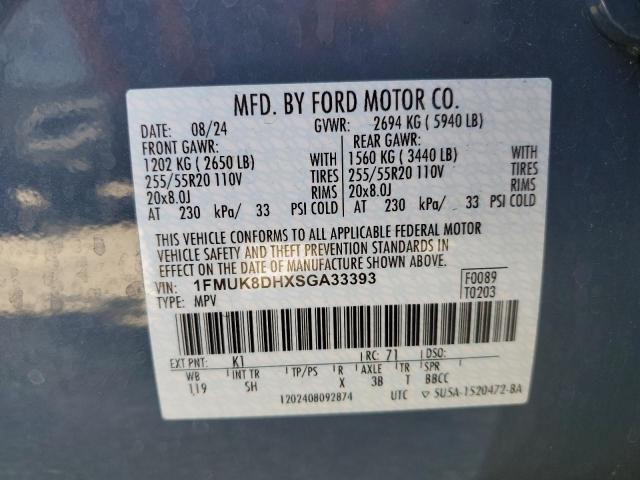 MFD. BY FORD MOTOR CO.
DATE: 08/24 GVWR: 2694 KG ( 5940 LB)
FRONT GAWR: REAR GAWR:
1202 KG ( 2650 LB) WITH 1560 KG ( 3440 LB) WITH
255/55R20 110V TIRES 255/55R20 110V TIRES
20x8.0J RIMS 20x8.0J RIMS
AT 230 kPa/ 33 PSI COLD AT 230 kPa/ 33 PSI COLD
THIS VEHICLE CONFORMS TO ALL APPLICABLE FEDERAL MOTOR
VEHICLE SAFETY AND THEFT PREVENTION STANDARDS IN
EFFECT ON THE DATE OF MANUFACTURE SHOWN ABOVE.
VIN: 1FMUK8DHXSGA33393 F0089
TYPE: MPV T0203
EXT PNT: K1 RC: 71 DSO:
WB INT TR TP/PS R AXLE TR SPR
119 SH X 3B T BBCC
1202408092874 UTC ▽ SU5A-1520472-BA